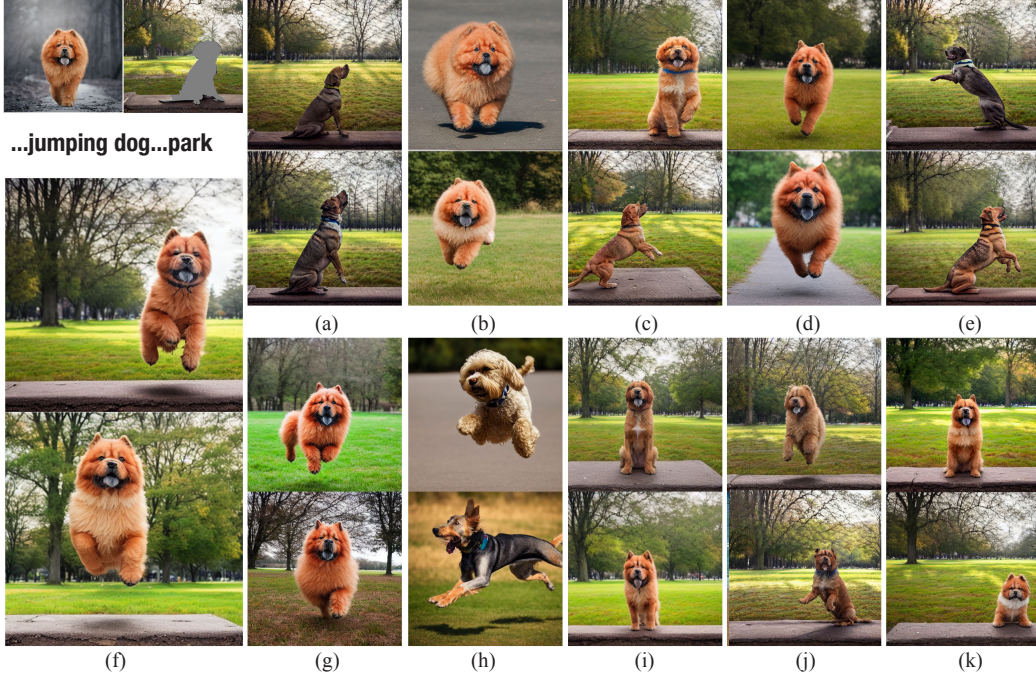 ...jumping dog...park
(a)
(b)
(c)
(d)
(e)
(f)
(g)
(h)
(i)
(j)
(k)